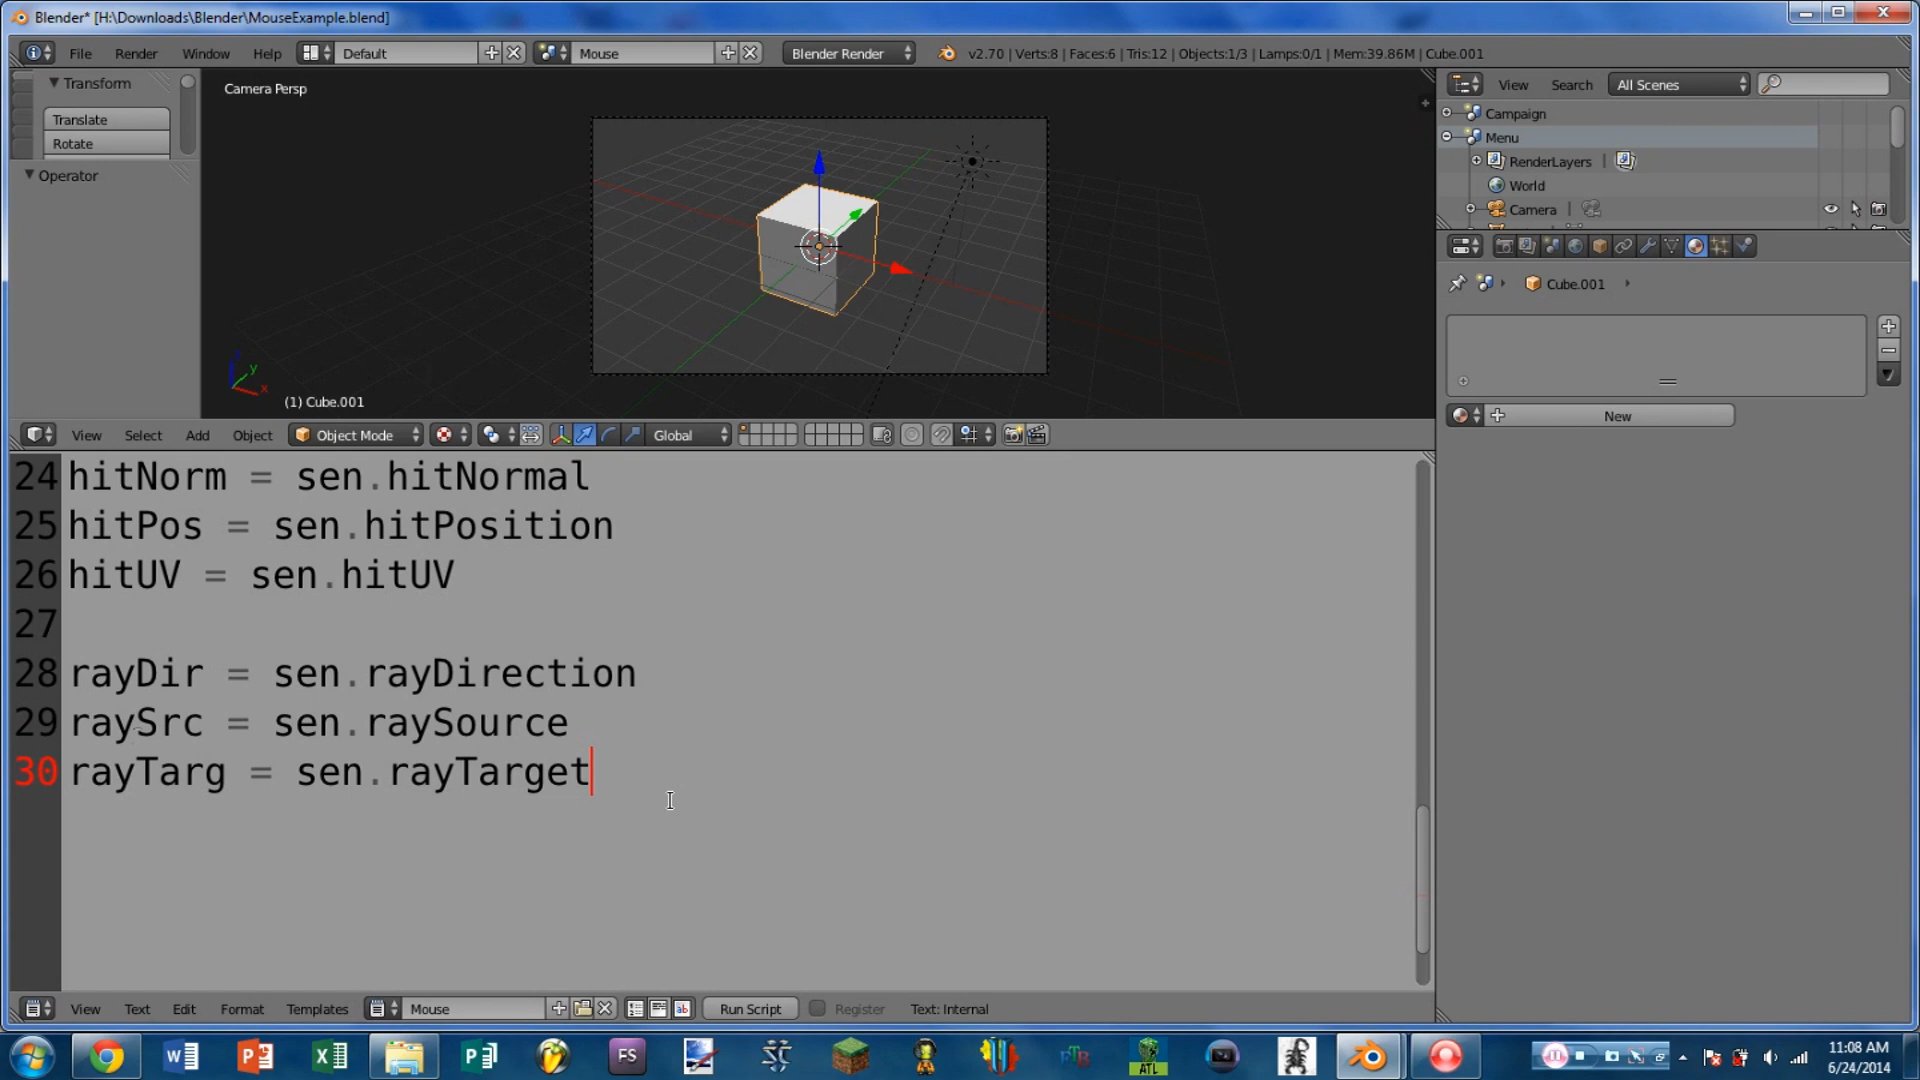 Blender* [H:\Downloads\Blender\MouseExample.blend]
File Render Window Help Default Mouse Blender Render v2.70 | Verts:8 | Faces:6 | Tris:12 | Objects:1/3 | Lamps:0/1 | Mem:39.86M | Cube.001
Transform
Translate
Rotate
Operator
Camera Persp
z
y
x
(1) Cube.001
View Search All Scenes
Campaign
Menu
RenderLayers |
World
Camera |
Cube.001
New
View Select Add Object Object Mode Global
24 hitNorm = sen.hitNormal
25 hitPos = sen.hitPosition
26 hitUV = sen.hitUV
27
28 rayDir = sen.rayDirection
29 raySrc = sen.raySource
30 rayTarg = sen.rayTarget
View Text Edit Format Templates Mouse ab Run Script Register Text: Internal
W P X P FS FTB ATL
11:08 AM
6/24/2014